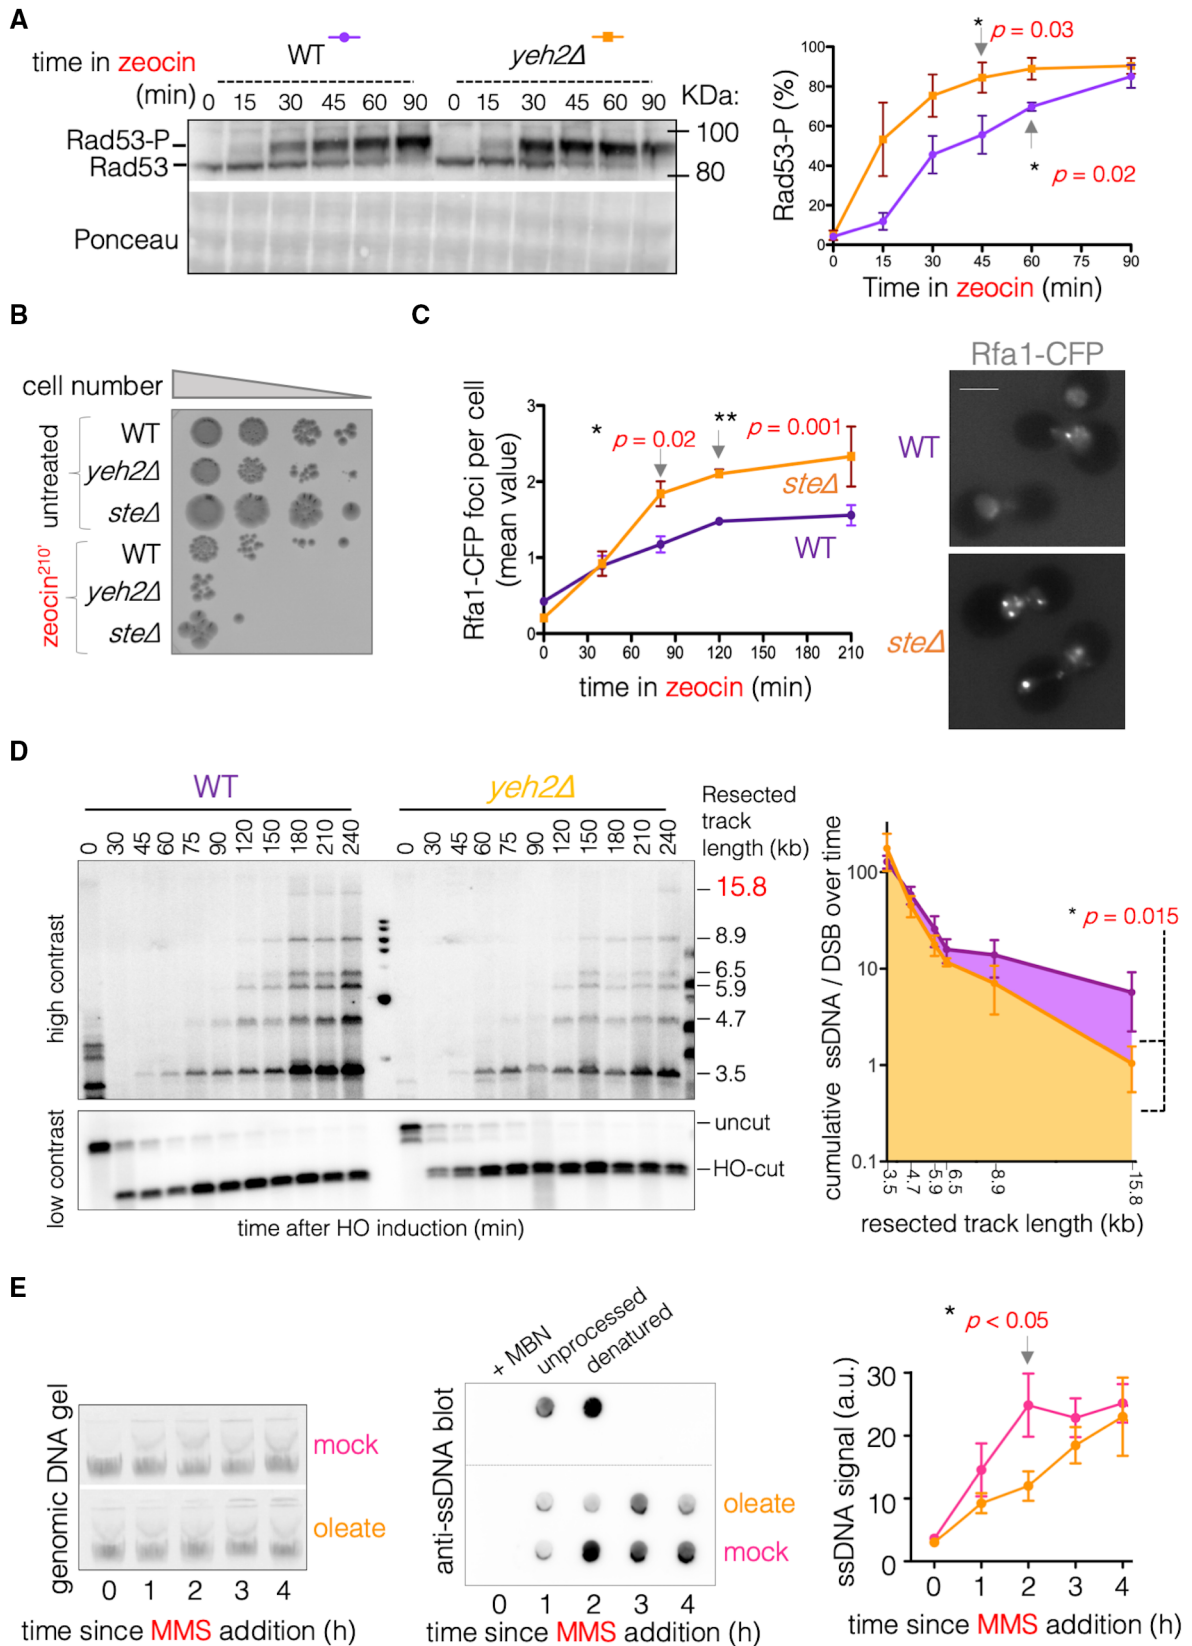 A
time in zeocin
(min)
WT
yeh2Δ
0 15 30 45 60 90 0 15 30 45 60 90 KDa:
Rad53-P
Rad53
100
80
Ponceau
Rad53-P (%)
100
80
60
40
20
0
0 15 30 45 60 75 90
Time in zeocin (min)
* p = 0.03
* p = 0.02
B
cell number
untreated
WT
yeh2Δ
steΔ
zeocin210'
WT
yeh2Δ
steΔ
C
Rfa1-CFP foci per cell
(mean value)
3
2
1
0
0 30 60 90 120 150 180 210
time in zeocin (min)
* p = 0.02
** p = 0.001
steΔ
WT
Rfa1-CFP
WT
steΔ
D
WT
yeh2Δ
0 30 45 60 75 90 120 150 180 210 240
0 30 45 60 75 90 120 150 180 210 240
Resected
track
length (kb)
15.8
8.9
6.5
5.9
4.7
3.5
high contrast
low contrast
uncut
HO-cut
time after HO induction (min)
cumulative ssDNA / DSB over time
100
10
1
0.1
3.5 4.7 5.9 6.5 8.9 15.8
resected track length (kb)
* p = 0.015
E
genomic DNA gel
mock
oleate
0 1 2 3 4
time since MMS addition (h)
+ MBN
unprocessed
denatured
anti-ssDNA blot
oleate
mock
0 1 2 3 4
time since MMS addition (h)
ssDNA signal (a.u.)
30
20
10
0
0 1 2 3 4
time since MMS addition (h)
* p < 0.05